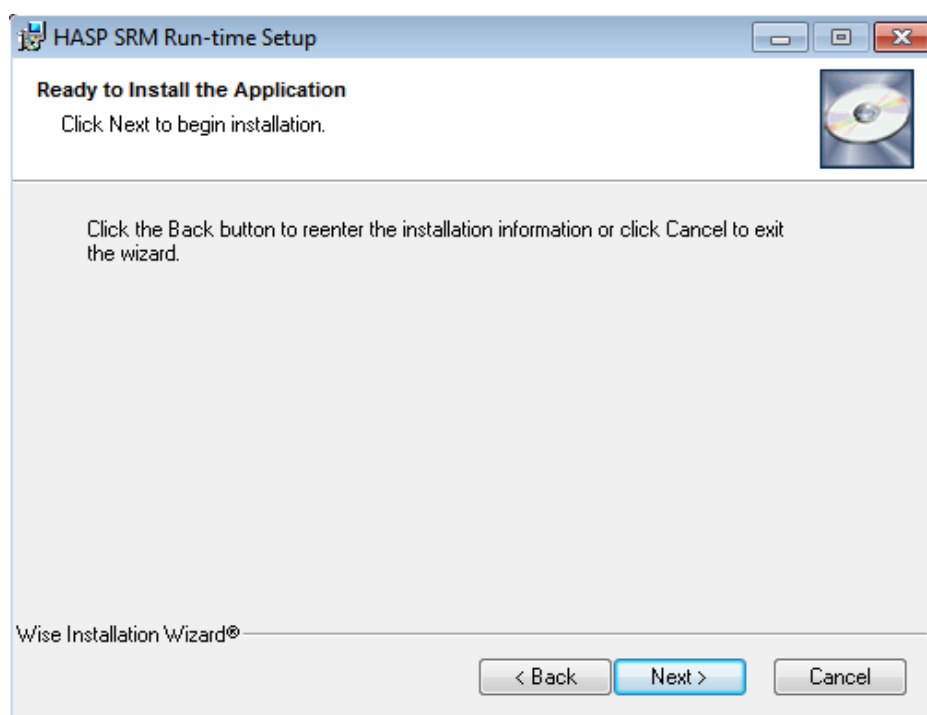 HASP SRM Run-time Setup
Ready to Install the Application
Click Next to begin installation.
Click the Back button to reenter the installation information or click Cancel to exit
the wizard.
Wise Installation Wizard®
< Back Next > Cancel